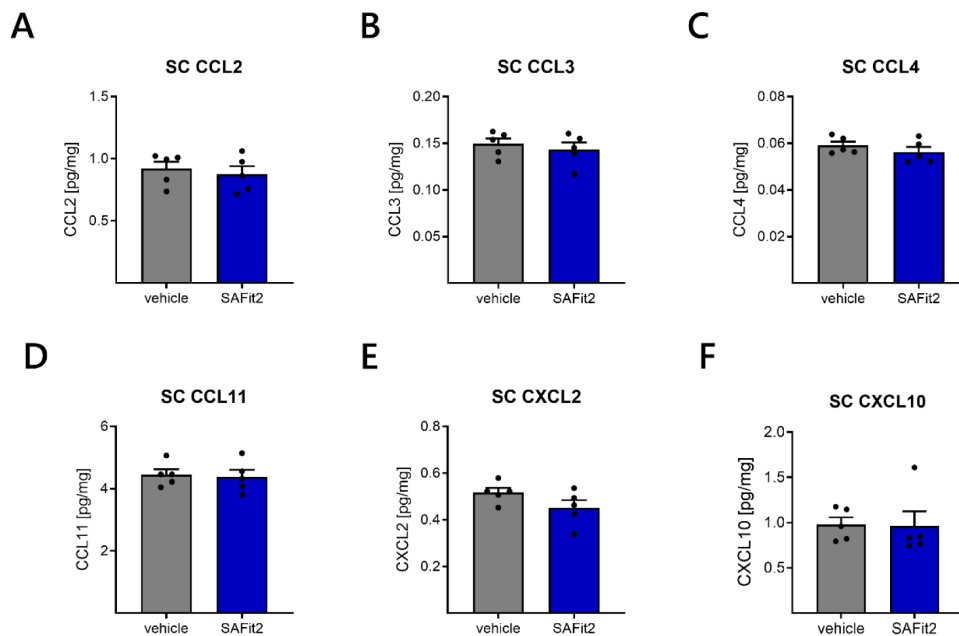 A
SC CCL2
CCL2 [pg/mg]
1.5
1.0
0.5
vehicle SAFit2
B
SC CCL3
CCL3 [pg/mg]
0.20
0.15
0.10
0.05
vehicle SAFit2
C
SC CCL4
CCL4 [pg/mg]
0.08
0.06
0.04
0.02
vehicle SAFit2
D
SC CCL11
CCL11 [pg/mg]
6
4
2
vehicle SAFit2
E
SC CXCL2
CXCL2 [pg/mg]
0.8
0.6
0.4
0.2
vehicle SAFit2
F
SC CXCL10
CXCL10 [pg/mg]
2.0
1.5
1.0
0.5
vehicle SAFit2